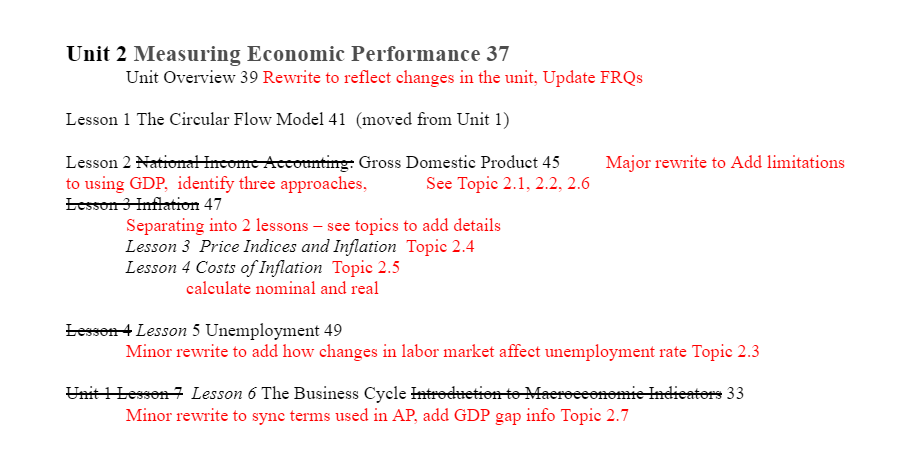 Unit 2 Measuring Economic Performance 37
Unit Overview 39 Rewrite to reflect changes in the unit, Update FRQs
Lesson 1 The Circular Flow Model 41 (moved from Unit 1)
Lesson 2 National Income Accounting: Gross Domestic Product 45 Major rewrite to Add limitations
to using GDP, identify three approaches, See Topic 2.1, 2.2, 2.6
Lesson 3 Inflation 47
Separating into 2 lessons – see topics to add details
Lesson 3 Price Indices and Inflation Topic 2.4
Lesson 4 Costs of Inflation Topic 2.5
calculate nominal and real
Lesson 4 Lesson 5 Unemployment 49
Minor rewrite to add how changes in labor market affect unemployment rate Topic 2.3
Unit 1 Lesson 7 Lesson 6 The Business Cycle Introduction to Macroeconomic Indicators 33
Minor rewrite to sync terms used in AP, add GDP gap info Topic 2.7